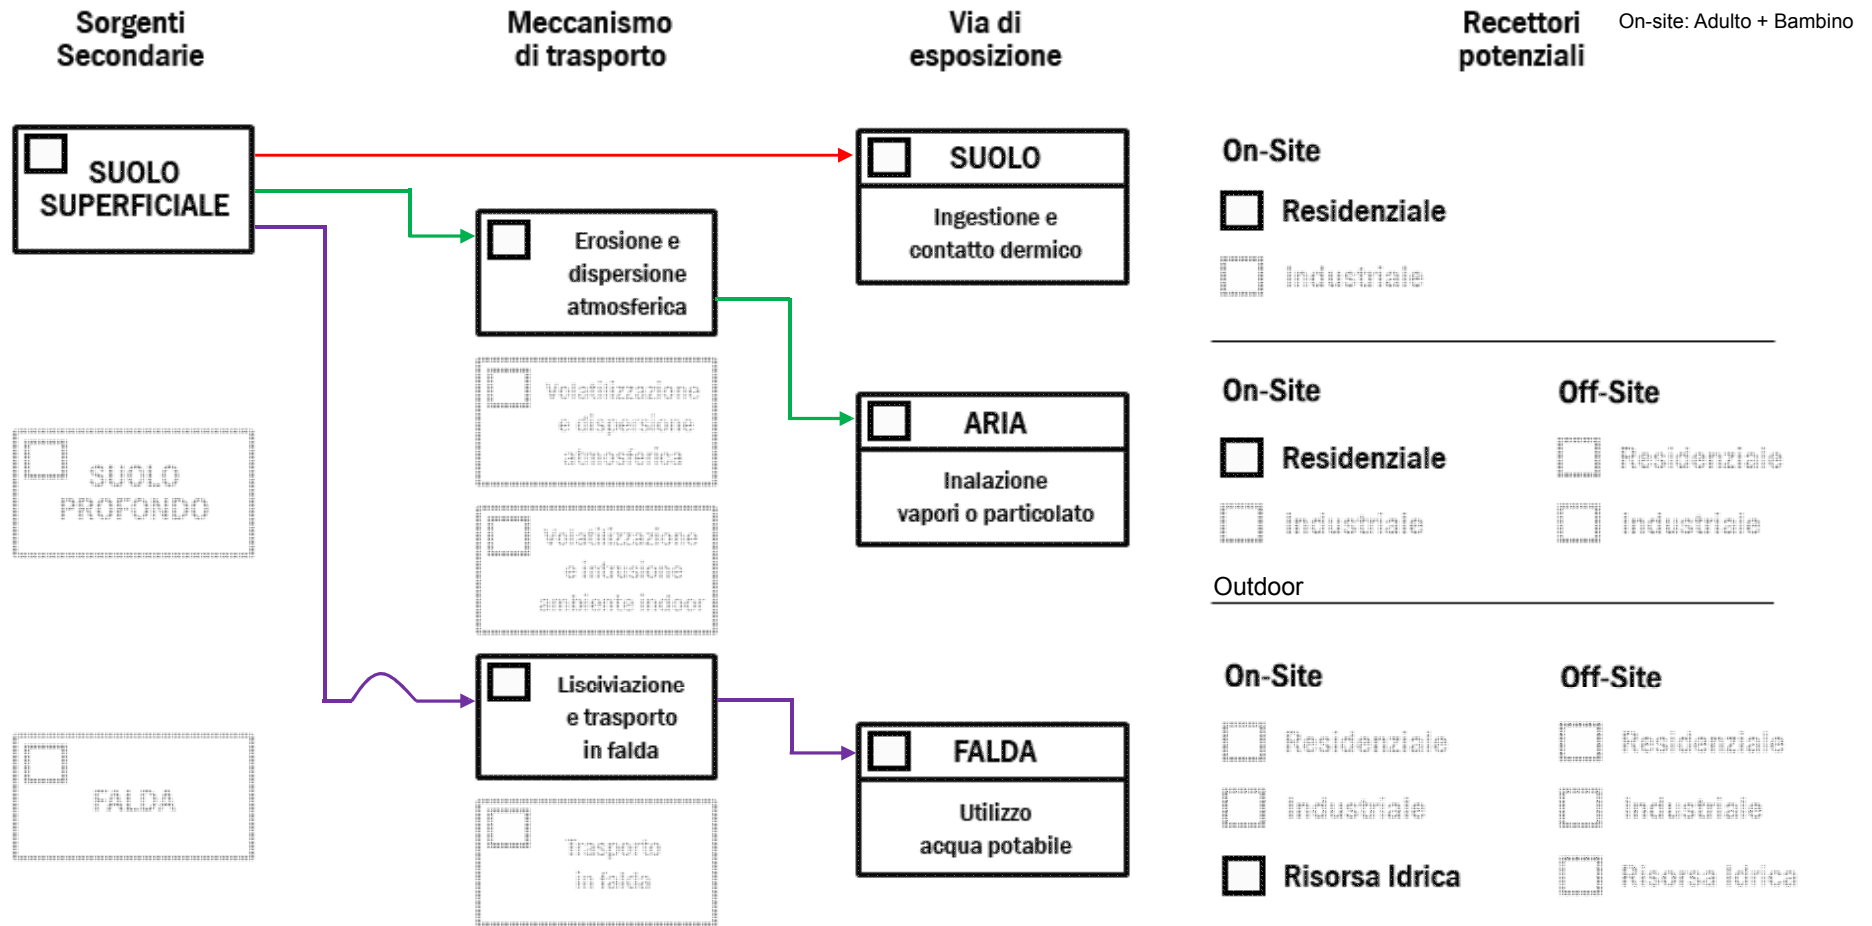 Sorgenti
Secondarie
Meccanismo
di trasporto
Via di
esposizione
Recettori
potenziali
On-site: Adulto + Bambino
SUOLO
SUPERFICIALE
SUOLO
PROFONDO
FALDA
Erosione e
dispersione
atmosferica
Volatilizzazione
e dispersione
atmosferica
Volatilizzazione
e intrusione
ambiente indoor
Lisciviazione
e trasporto
in falda
Trasporto
in falda
SUOLO
Ingestione e
contatto dermico
ARIA
Inalazione
vapori o particolato
FALDA
Utilizzo
acqua potabile
On-Site
Residenziale
Industriale
On-Site
Off-Site
Residenziale
Residenziale
Industriale
Industriale
Outdoor
On-Site
Off-Site
Residenziale
Residenziale
Industriale
Industriale
Risorsa Idrica
Risorsa Idrica